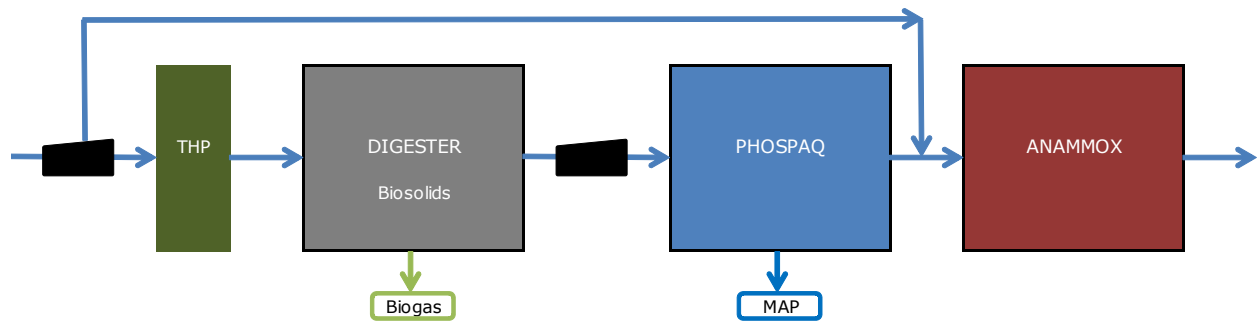 THP
DIGESTER
Biosolids
PHOSPAQ
ANAMMOX
Biogas
MAP